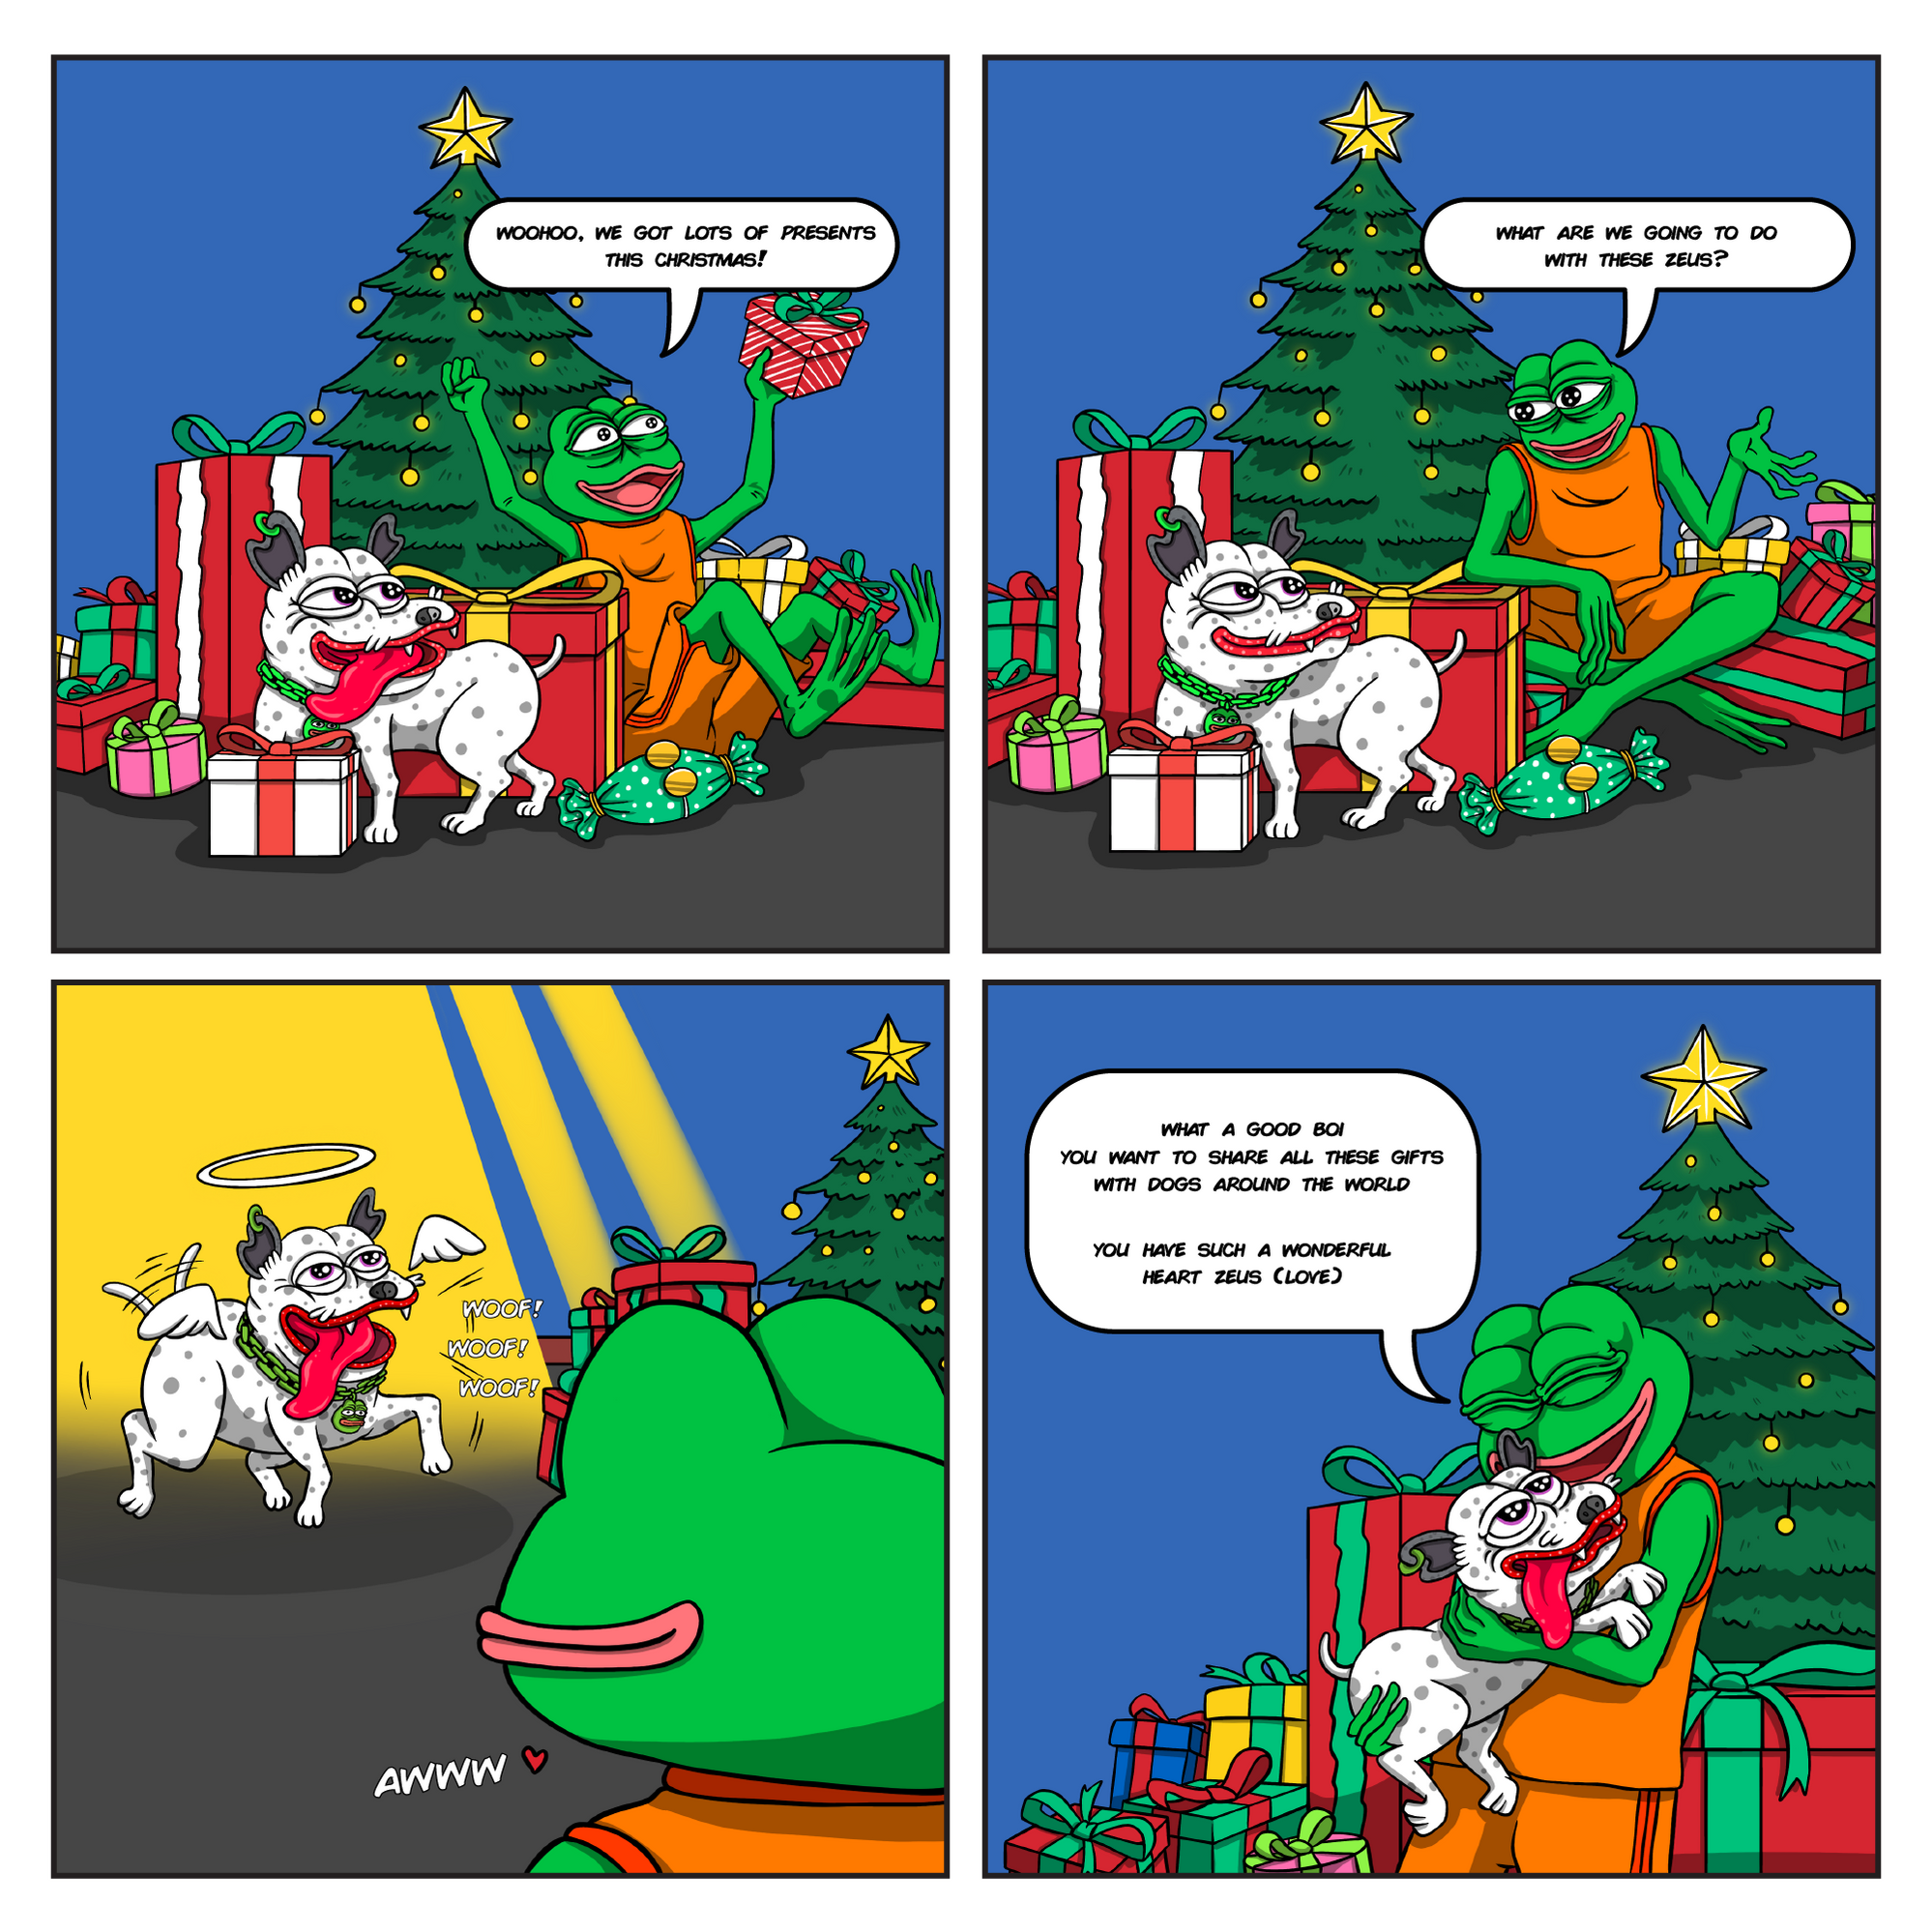 WOOHOO, WE GOT LOTS OF PRESENTS
THIS CHRISTMAS!
WHAT ARE WE GOING TO DO
WITH THESE ZEUS?
WOOF!
WOOF!
WOOF!
AWWW
WHAT A GOOD BOI
YOU WANT TO SHARE ALL THESE GIFTS
WITH DOGS AROUND THE WORLD
YOU HAVE SUCH A WONDERFUL
HEART ZEUS (LOVE)